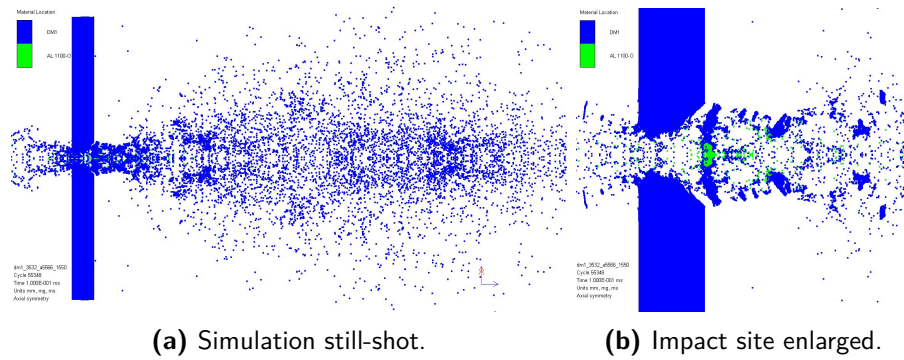 Material Location
DM1
AL 1100-O
dm1_3532_a5566_1550
Cycle 55348
Time 1.000E-001 ms
Units mm, mg, ms
Axial symmetry
(a) Simulation still-shot.
Material Location
DM1
AL 1100-O
dm1_3532_a5566_1550
Cycle 55348
Time 1.000E-001 ms
Units mm, mg, ms
Axial symmetry
(b) Impact site enlarged.